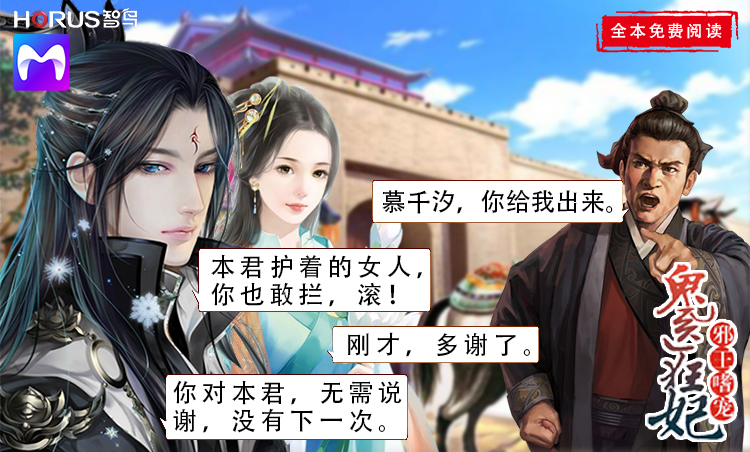 HORUS智鸟
全本免费阅读
慕千汐，你给我出来。
本君护着的女人，
你也敢拦，滚！
刚才，多谢了。
你对本君，无需说
谢，没有下一次。
鬼医狂妃
邪王嗜宠